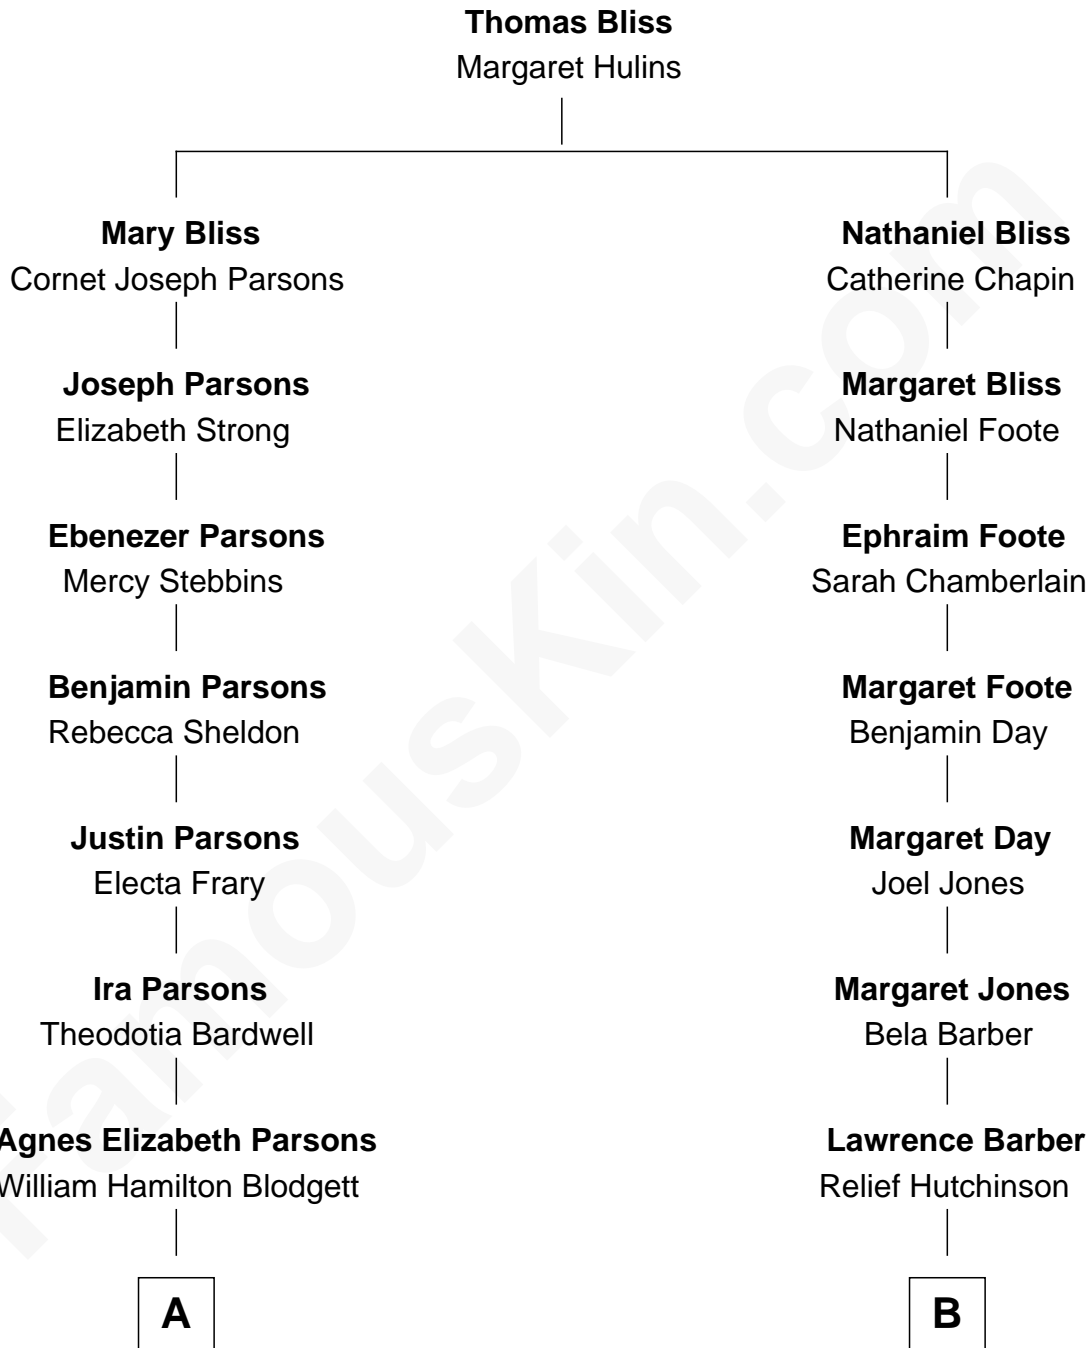 Thomas Bliss
Margaret Hulins
Mary Bliss
Cornet Joseph Parsons
Nathaniel Bliss
Catherine Chapin
Joseph Parsons
Elizabeth Strong
Margaret Bliss
Nathaniel Foote
Ebenezer Parsons
Mercy Stebbins
Ephraim Foote
Sarah Chamberlain
Benjamin Parsons
Rebecca Sheldon
Margaret Foote
Benjamin Day
Justin Parsons
Electa Frary
Margaret Day
Joel Jones
Ira Parsons
Theodotia Bardwell
Margaret Jones
Bela Barber
Agnes Elizabeth Parsons
William Hamilton Blodgett
Lawrence Barber
Relief Hutchinson
A
B
FamousKin.com